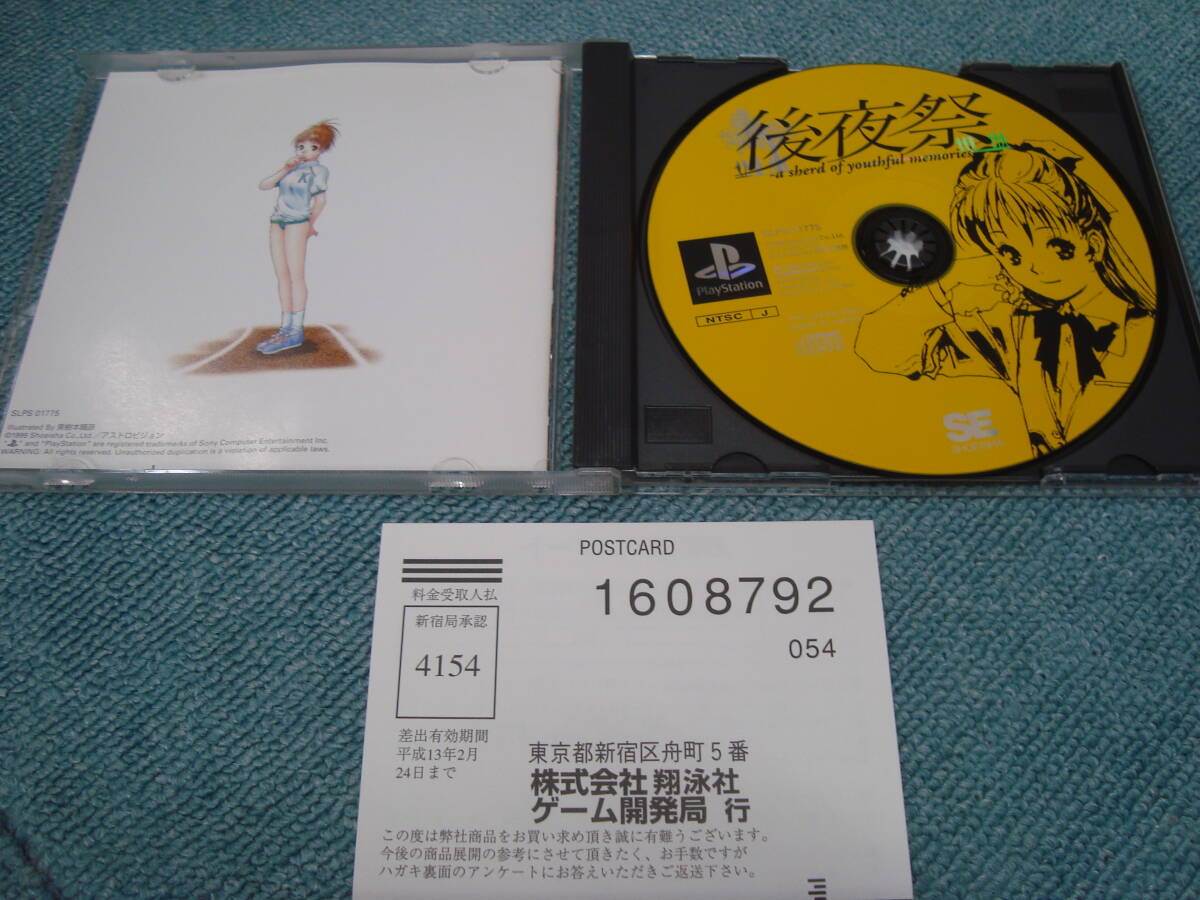 SLPS 01775
Illustrated By 美樹本晴彦
©1999 Shoeisha Co.,Ltd./アストロビジョン
" " and "PlayStation" are registered trademarks of Sony Computer Entertainment Inc.
WARNING: All rights reserved. Unauthorized duplication is a violation of applicable laws.
K
後夜祭
a sherd of youthful memories
PlayStation
NTSC J
SE
SHOEISHA
POSTCARD
料金受取人払
新宿局承認
4154
差出有効期間
平成13年2月
24日まで
1608792
054
東京都新宿区舟町5番
株式会社 翔泳社
ゲーム開発局 行
この度は弊社商品をお買い求め頂き誠に有難うございます。
今後の商品展開の参考にさせて頂きたく、お手数ですが
ハガキ裏面のアンケートにお答えいただきご返送下さい。